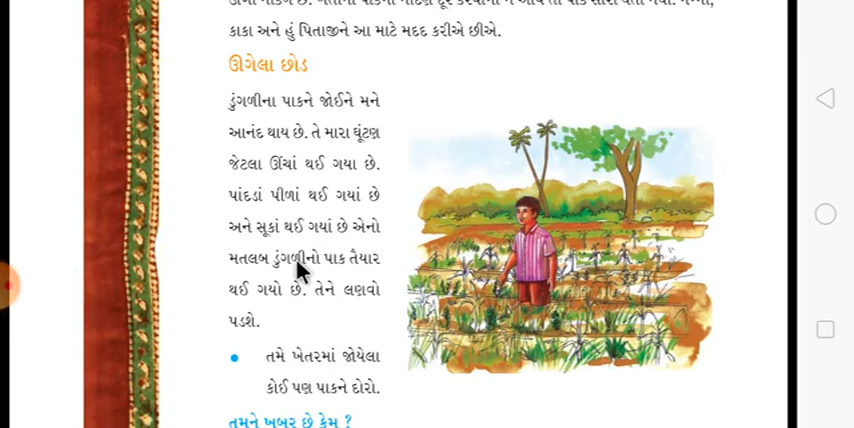 કાકા અને હું પિતાજીને આ માટે મદદ કરીએ છીએ.
ઊગેલા છોડ
ડુંગળીના પાકને જોઈને મને
આનંદ થાય છે. તે મારા ઘૂંટણ
જેટલા ઊંચાં થઈ ગયા છે.
પાંદડાં પીળાં થઈ ગયાં છે
અને સૂકાં થઈ ગયાં છે એનો
મતલબ ડુંગળીનો પાક તૈયાર
થઈ ગયો છે. તેને લણવો
પડશે.
• તમે ખેતરમાં જોયેલા
કોઈ પણ પાકને દોરો.
તમને ખબર છે કેમ ?